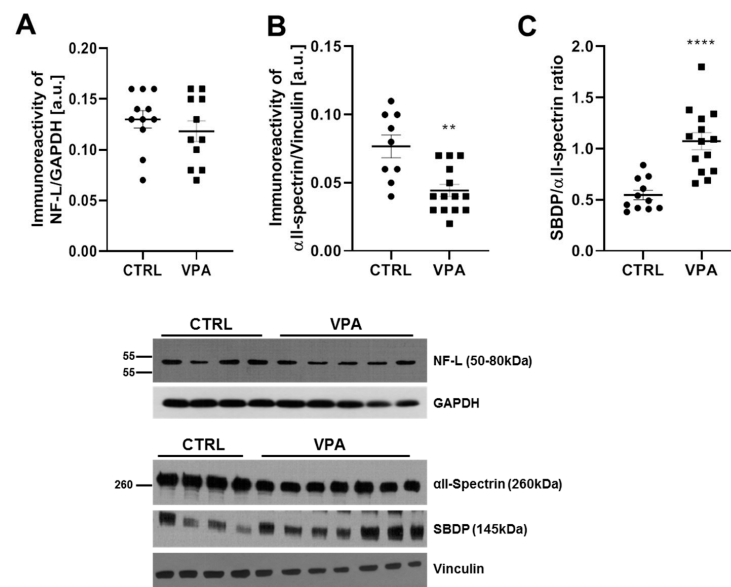 A
B
C
Immunoreactivity of
NF-L/GAPDH [a.u.]
0.20
0.15
0.10
0.05
0.00
CTRL VPA
Immunoreactivity of
αII-spectrin/Vinculin [a.u.]
0.15
0.10
0.05
0.00
**
CTRL VPA
SBDP/αII-spectrin ratio
2.0
1.5
1.0
0.5
0.0
****
CTRL VPA
CTRL VPA
55
55
NF-L (50-80kDa)
GAPDH
CTRL VPA
260
αII-Spectrin (260kDa)
SBDP (145kDa)
Vinculin